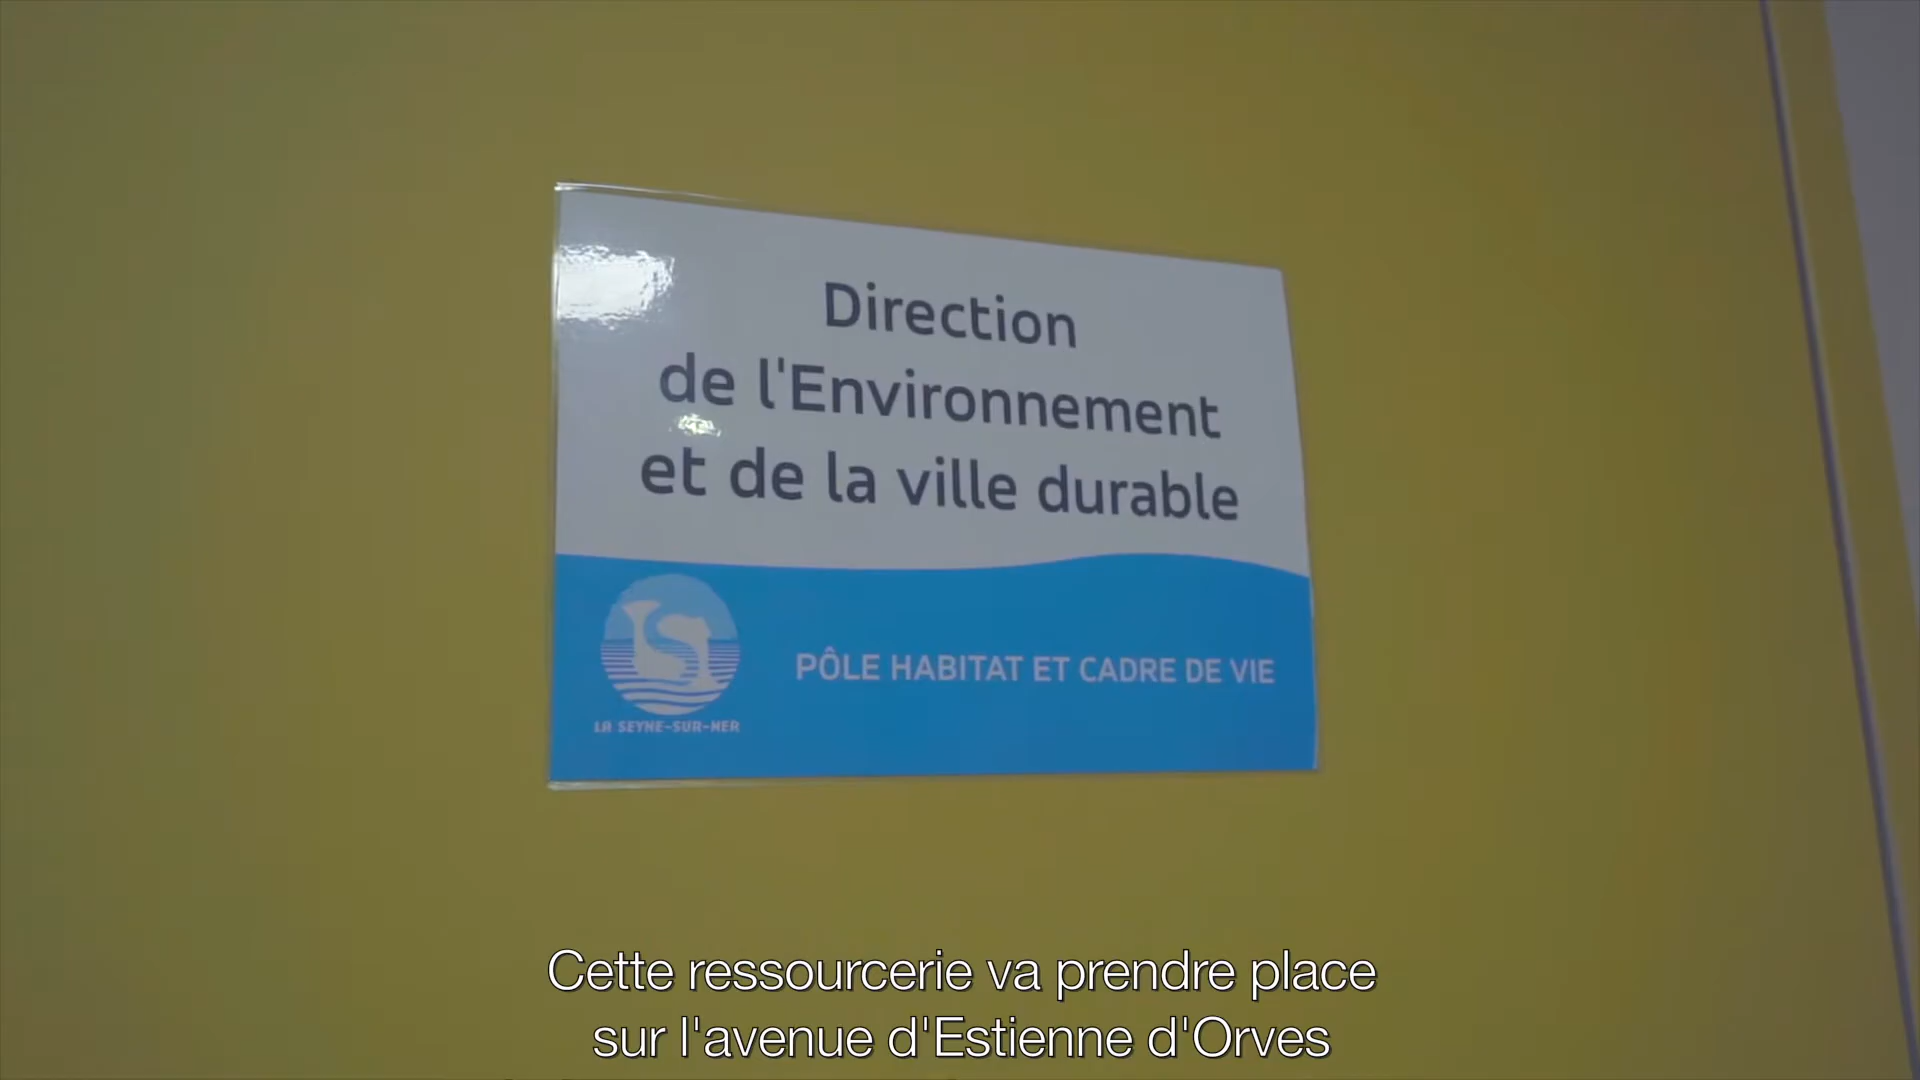 Direction
de l'Environnement
et de la ville durable
LA SEYNE-SUR-MER
PÔLE HABITAT ET CADRE DE VIE
Cette ressourcerie va prendre place
sur l'avenue d'Estienne d'Orves